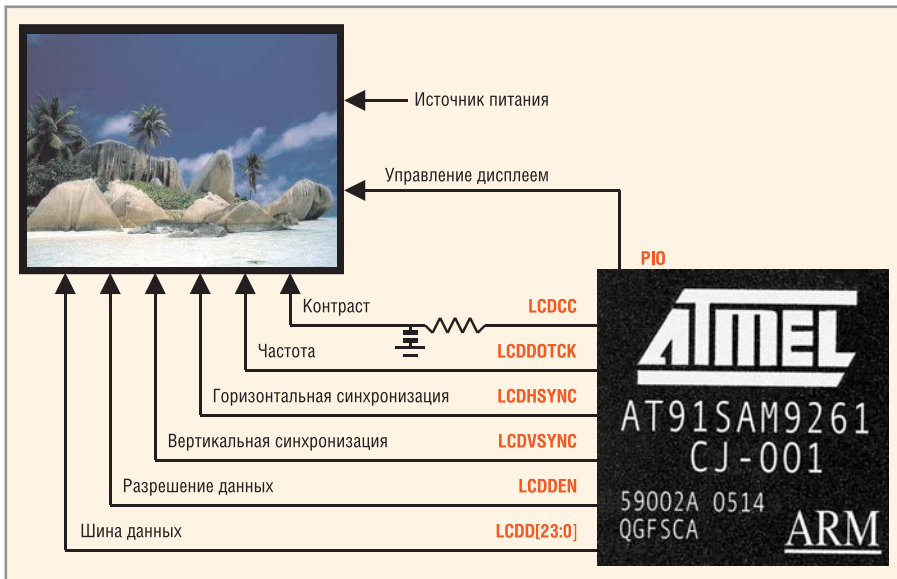 Источник питания
Управление дисплеем
PIO
Контраст LCDCC
Частота LCDDOTCK
Горизонтальная синхронизация LCDHSYNC
Вертикальная синхронизация LCDVSYNC
Разрешение данных LCDDEN
Шина данных LCDD[23:0]
ATMEL
AT91SAM9261
CJ-001
59002A 0514
QGFSCA
ARM